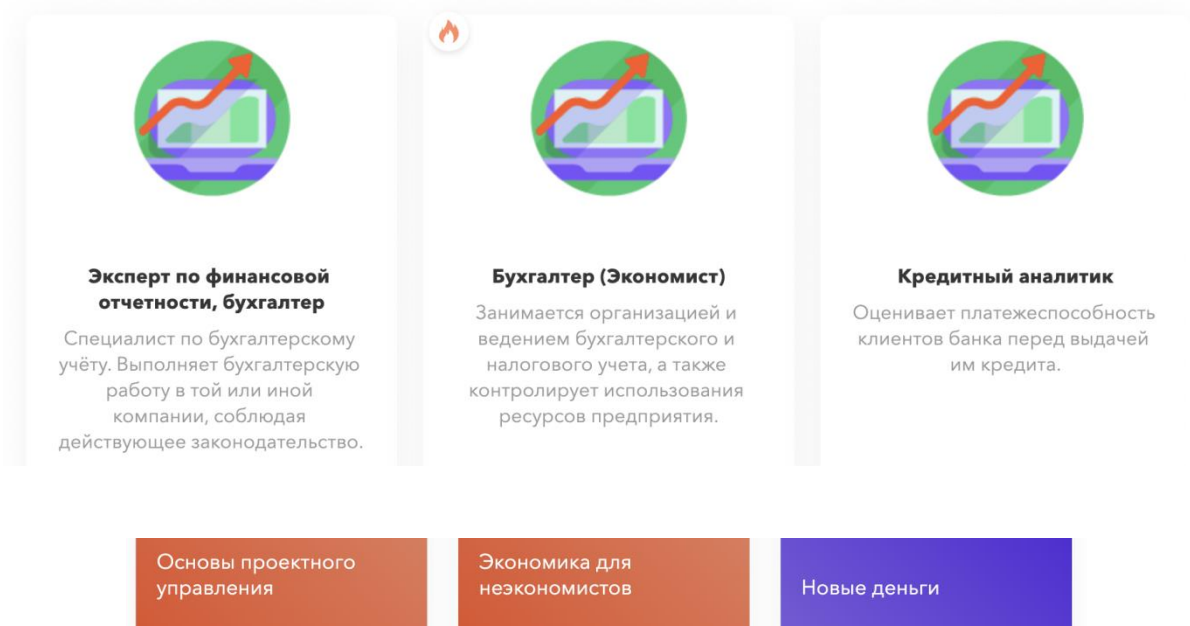 Эксперт по финансовой
отчетности, бухгалтер
Специалист по бухгалтерскому
учёту. Выполняет бухгалтерскую
работу в той или иной
компании, соблюдая
действующее законодательство.
Бухгалтер (Экономист)
Занимается организацией и
ведением бухгалтерского и
налогового учета, а также
контролирует использования
ресурсов предприятия.
Кредитный аналитик
Оценивает платежеспособность
клиентов банка перед выдачей
им кредита.
Основы проектного
управления
Экономика для
неэкономистов
Новые деньги